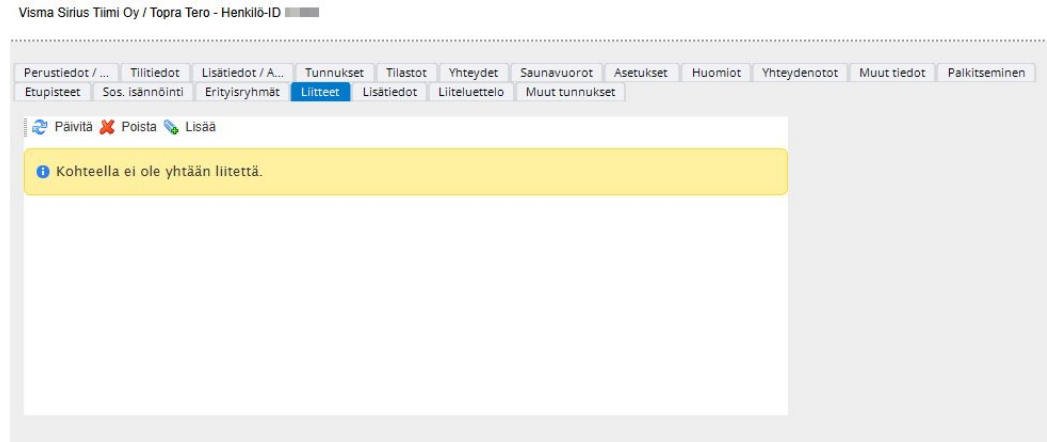 Visma Sirius Tiimi Oy / Topra Tero - Henkilö-ID
Perustiedot / ... Tilitiedot Lisätiedot / A... Tunnukset Tilastot Yhteydet Saunavuorot Asetukset Huomiot Yhteydenotot Muut tiedot Palkitseminen
Etupisteet Sos. isännöinti Erityisryhmät Liitteet Lisätiedot Liiteluettelo Muut tunnukset
Päivitä Poista Lisää
Kohteella ei ole yhtään liitettä.